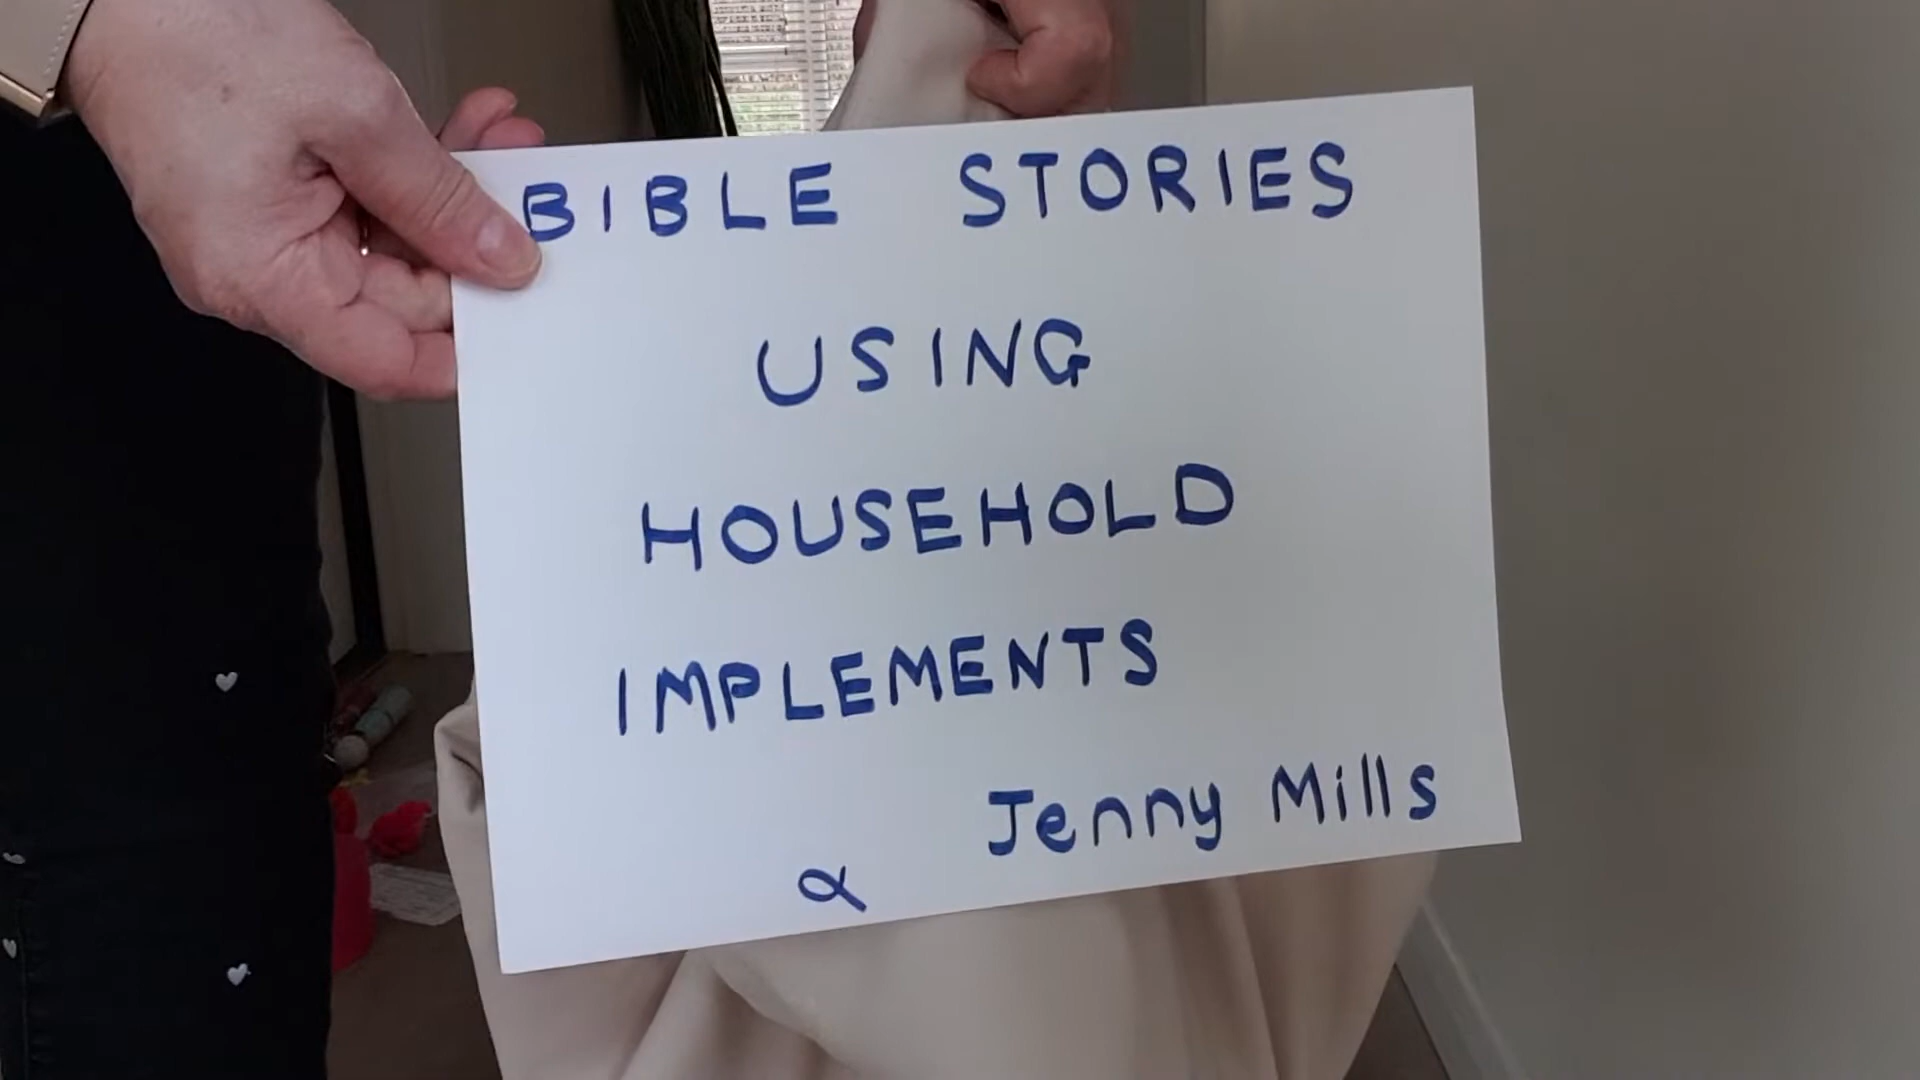 BIBLE STORIES
USING
HOUSEHOLD
IMPLEMENTS
Jenny Mills